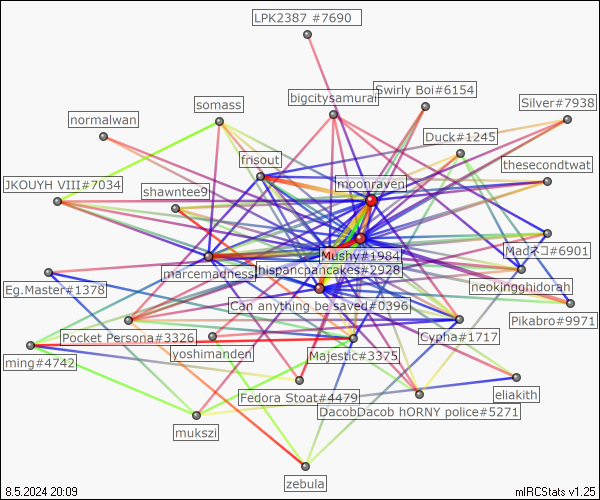 LPK2387 #7690
bigcitysamurai
Swirly Boi#6154
somass
Silver#7938
normalwan
Duck#1245
frisout
thesecondtwat
moonraven
JKOUYH VIII#7034
shawntee9
Mushy#1984
Madネコ#6901
marcemadness
hispancpancakes#2928
neokingghidorah
Eg.Master#1378
Can anything be saved#0396
Pikabro#9971
Pocket Persona#3326
Cypha#1717
yoshimanden
Majestic#3375
ming#4742
Fedora Stoat#4479
eliakith
DacobDacob hORNY police#5271
mukszi
zebula
8.5.2024 20:09
mIRCStats v1.25